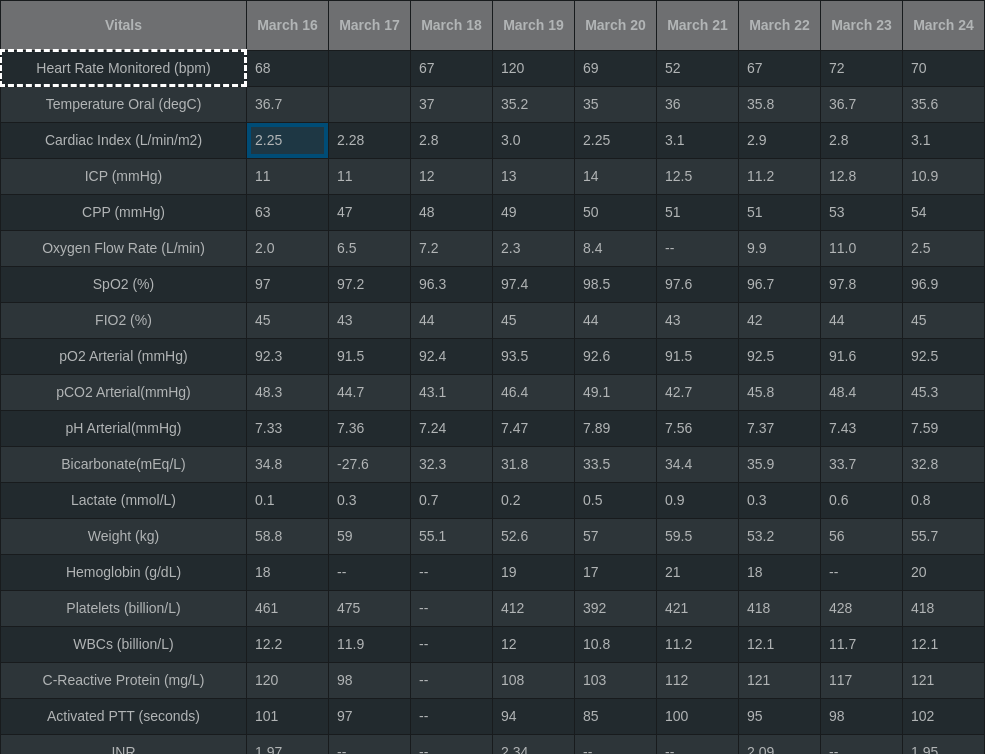 Vitals March 16 March 17 March 18 March 19 March 20 March 21 March 22 March 23 March 24
Heart Rate Monitored (bpm) 68 67 120 69 52 67 72 70
Temperature Oral (degC) 36.7 37 35.2 35 36 35.8 36.7 35.6
Cardiac Index (L/min/m2) 2.25 2.28 2.8 3.0 2.25 3.1 2.9 2.8 3.1
ICP (mmHg) 11 11 12 13 14 12.5 11.2 12.8 10.9
CPP (mmHg) 63 47 48 49 50 51 51 53 54
Oxygen Flow Rate (L/min) 2.0 6.5 7.2 2.3 8.4 -- 9.9 11.0 2.5
SpO2 (%) 97 97.2 96.3 97.4 98.5 97.6 96.7 97.8 96.9
FIO2 (%) 45 43 44 45 44 43 42 44 45
pO2 Arterial (mmHg) 92.3 91.5 92.4 93.5 92.6 91.5 92.5 91.6 92.5
pCO2 Arterial(mmHg) 48.3 44.7 43.1 46.4 49.1 42.7 45.8 48.4 45.3
pH Arterial(mmHg) 7.33 7.36 7.24 7.47 7.89 7.56 7.37 7.43 7.59
Bicarbonate(mEq/L) 34.8 -27.6 32.3 31.8 33.5 34.4 35.9 33.7 32.8
Lactate (mmol/L) 0.1 0.3 0.7 0.2 0.5 0.9 0.3 0.6 0.8
Weight (kg) 58.8 59 55.1 52.6 57 59.5 53.2 56 55.7
Hemoglobin (g/dL) 18 -- -- 19 17 21 18 -- 20
Platelets (billion/L) 461 475 -- 412 392 421 418 428 418
WBCs (billion/L) 12.2 11.9 -- 12 10.8 11.2 12.1 11.7 12.1
C-Reactive Protein (mg/L) 120 98 -- 108 103 112 121 117 121
Activated PTT (seconds) 101 97 -- 94 85 100 95 98 102
INR 1.97 -- -- 2.34 -- -- 2.09 -- 1.95